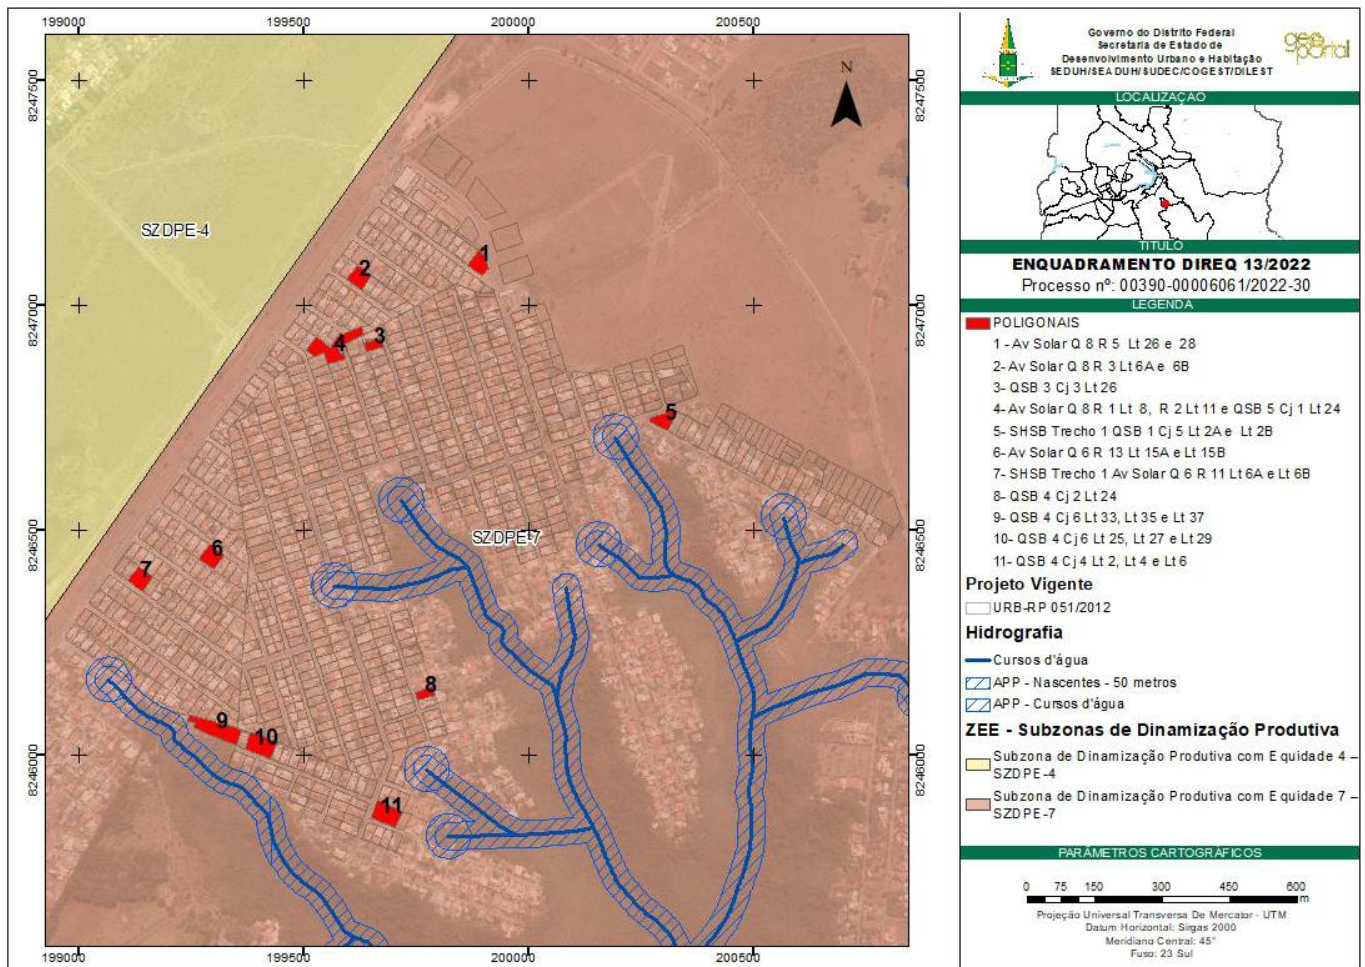 199000
199500
200000
200500
8247500
8247000
8246500
8246000
8247500
8247000
8246500
8246000
199000
199500
200000
200500
N
SZDPE-4
SZDPE-7
1
2
3
4
5
6
7
8
9
10
11
Governo do Distrito Federal
Secretaria de Estado de
Desenvolvimento Urbano e Habitação
SEDUH/SEADUH/SUDEC/COGEST/DILEST
geo
portal
LOCALIZAÇÃO
TITULO
ENQUADRAMENTO DIREQ 13/2022
Processo nº: 00390-00006061/2022-30
LEGENDA
POLIGONAIS
1 - Av Solar Q 8 R 5 Lt 26 e 28
2- Av Solar Q 8 R 3 Lt 6A e 6B
3- QSB 3 Cj 3 Lt 26
4- Av Solar Q 8 R 1 Lt 8, R 2 Lt 11 e QSB 5 Cj 1 Lt 24
5- SHSB Trecho 1 QSB 1 Cj 5 Lt 2A e Lt 2B
6- Av Solar Q 6 R 13 Lt 15A e Lt 15B
7- SHSB Trecho 1 Av Solar Q 6 R 11 Lt 6A e Lt 6B
8- QSB 4 Cj 2 Lt 24
9- QSB 4 Cj 6 Lt 33, Lt 35 e Lt 37
10- QSB 4 Cj 6 Lt 25, Lt 27 e Lt 29
11- QSB 4 Cj 4 Lt 2, Lt 4 e Lt 6
Projeto Vigente
URB-RP 051/2012
Hidrografia
Cursos d'água
APP - Nascentes - 50 metros
APP - Cursos d'água
ZEE - Subzonas de Dinamização Produtiva
Subzona de Dinamização Produtiva com Equidade 4 –
SZDPE-4
Subzona de Dinamização Produtiva com Equidade 7 –
SZDPE-7
PARÂMETROS CARTOGRÁFICOS
0 75 150 300 450 600
m
Projeção Universal Transversa De Mercator - UTM
Datum Horizontal: Sirgas 2000
Meridiano Central: 45°
Fuso: 23 Sul